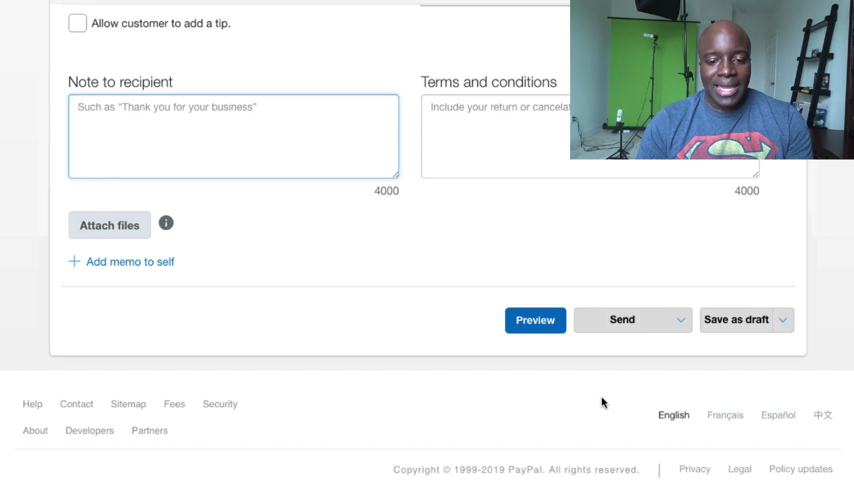 Allow customer to add a tip.
Note to recipient
Such as “Thank you for your business”
4000
Terms and conditions
Include your return or
4000
Attach files
Add memo to self
Preview
Send
Save as draft
Help Contact Sitemap Fees Security
About Developers Partners
English Français Español 中文
Copyright © 1999-2019 PayPal. All rights reserved. | Privacy Legal Policy updates